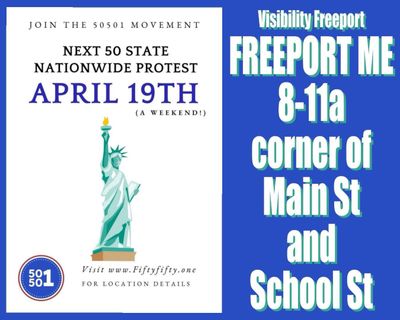 JOIN THE 50501 MOVEMENT
NEXT 50 STATE
NATIONWIDE PROTEST
APRIL 19TH
(A WEEKEND!)
50
50
1
Visit www.Fiftyfifty.one
FOR LOCATION DETAILS
Visibility Freeport
FREEPORT ME
8-11a
corner of
Main St
and
School St